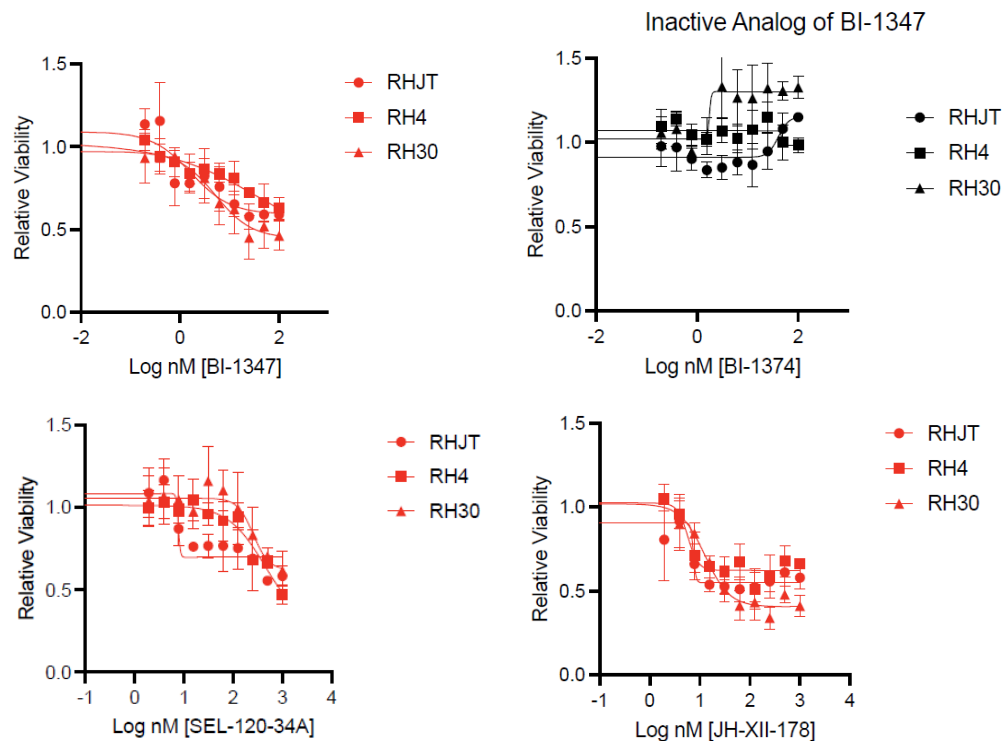 Inactive Analog of BI-1347
1.5
1.0
0.5
0.0
Relative Viability
-2
0
2
Log nM [BI-1347]
RHJT
RH4
RH30
1.5
1.0
0.5
0.0
Relative Viability
-2
0
2
Log nM [BI-1374]
RHJT
RH4
RH30
1.5
1.0
0.5
0.0
Relative Viability
-1
0
1
2
3
4
Log nM [SEL-120-34A]
RHJT
RH4
RH30
1.5
1.0
0.5
0.0
Relative Viability
-1
0
1
2
3
4
Log nM [JH-XII-178]
RHJT
RH4
RH30